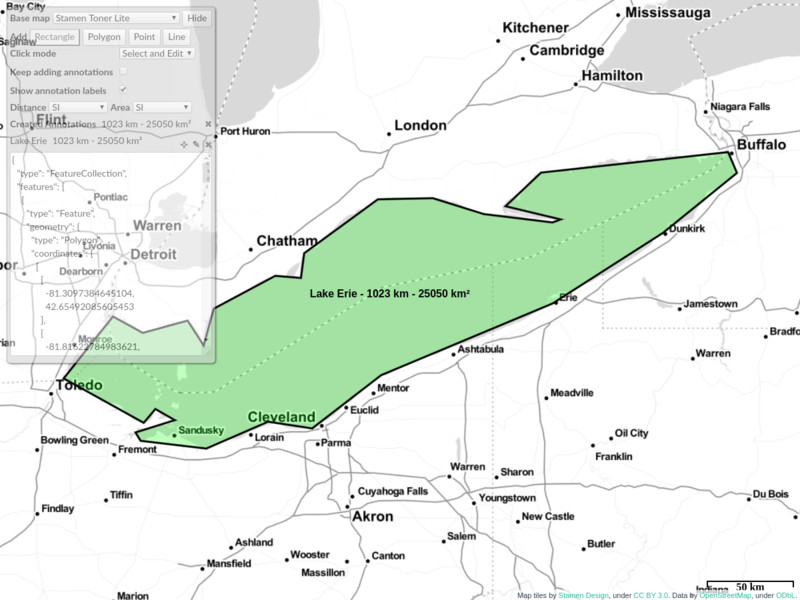 Bay City
Base map Stamen Toner Lite Hide
Saginaw
Add Rectangle Polygon Point Line
Click mode Select and Edit
Keep adding annotations
Show annotation labels
Distance SI Area SI
Created Annotations 1023 km - 25050 km²
Flint
Lake Erie 1023 km - 25050 km²
{
"type": "FeatureCollection",
"features": [
{
"type": "Feature",
"geometry": {
"type": "Polygon",
"coordinates": [
[
[
-81.3097384645104,
42.65492085605453
],
[
-81.81622784983621,
Pontiac
Warren
Livonia
Detroit
Dearborn
Monroe
Mississauga
Kitchener
Cambridge
Hamilton
Niagara Falls
London
Port Huron
Buffalo
Chatham
Dunkirk
Lake Erie - 1023 km - 25050 km²
Erie
Jamestown
Ashtabula
Warren
Toledo
Mentor
Meadville
Euclid
Cleveland
Sandusky
Lorain
Parma
Oil City
Bowling Green
Fremont
Franklin
Warren
Sharon
Tiffin
Cuyahoga Falls
Youngstown
Du Bois
Findlay
Akron
New Castle
Salem
Butler
Ashland
Wooster
Canton
Mansfield
Massillon
Indiana
50 km
Marion
Map tiles by Stamen Design, under CC BY 3.0. Data by OpenStreetMap, under ODbL.